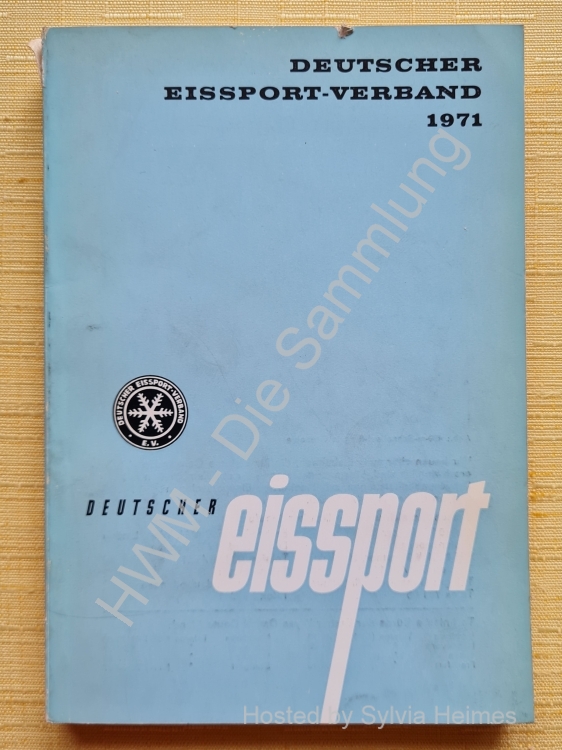 DEUTSCHER
EISSPORT-VERBAND
1971
HWM - Die Sammlung
DEUTSCHER EISSPORT-VERBAND
E.V.
DEUTSCHER
eissport
Hosted by Sylvia Heimes